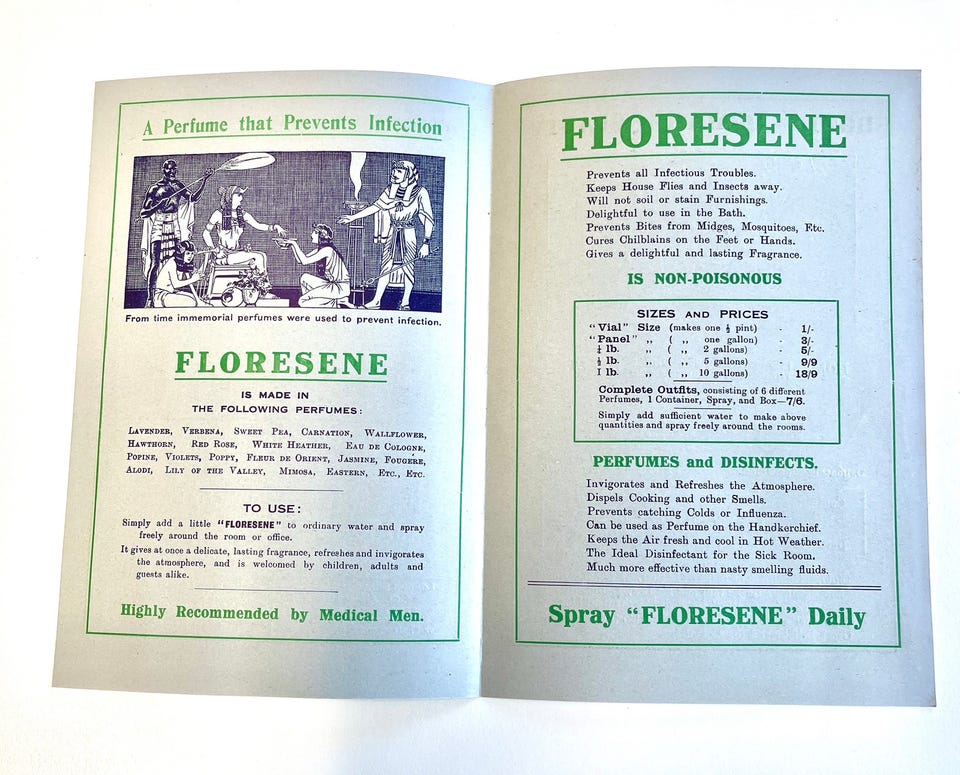 A Perfume that Prevents Infection
From time immemorial perfumes were used to prevent infection.
FLORESENE
IS MADE IN
THE FOLLOWING PERFUMES:
LAVENDER, VERBENA, SWEET PEA, CARNATION, WALLFLOWER,
HAWTHORN, RED ROSE, WHITE HEATHER, EAU DE COLOGNE,
POPINE, VIOLETS, POPPY, FLEUR DE ORIENT, JASMINE, FOUGÉRE,
ALODI, LILY OF THE VALLEY, MIMOSA, EASTERN, ETC., ETC.
TO USE:
Simply add a little "FLORESENE" to ordinary water and spray
freely around the room or office.
It gives at once a delicate, lasting fragrance, refreshes and invigorates
the atmosphere, and is welcomed by children, adults and
guests alike.
Highly Recommended by Medical Men.
FLORESENE
Prevents all Infectious Troubles.
Keeps House Flies and Insects away.
Will not soil or stain Furnishings.
Delightful to use in the Bath.
Prevents Bites from Midges, Mosquitoes, Etc.
Cures Chilblains on the Feet or Hands.
Gives a delightful and lasting Fragrance.
IS NON-POISONOUS
SIZES AND PRICES
"Vial" Size (makes one ½ pint) - 1/-
"Panel" ,, ( ,, one gallon) - 3/-
¼ lb. ,, ( ,, 2 gallons) - 5/-
½ lb. ,, ( ,, 5 gallons) - 9/9
1 lb. ,, ( ,, 10 gallons) - 18/9
Complete Outfits, consisting of 6 different
Perfumes, 1 Container, Spray, and Box—7/6.
Simply add sufficient water to make above
quantities and spray freely around the rooms.
PERFUMES and DISINFECTS.
Invigorates and Refreshes the Atmosphere.
Dispels Cooking and other Smells.
Prevents catching Colds or Influenza.
Can be used as Perfume on the Handkerchief.
Keeps the Air fresh and cool in Hot Weather.
The Ideal Disinfectant for the Sick Room.
Much more effective than nasty smelling fluids.
Spray "FLORESENE" Daily